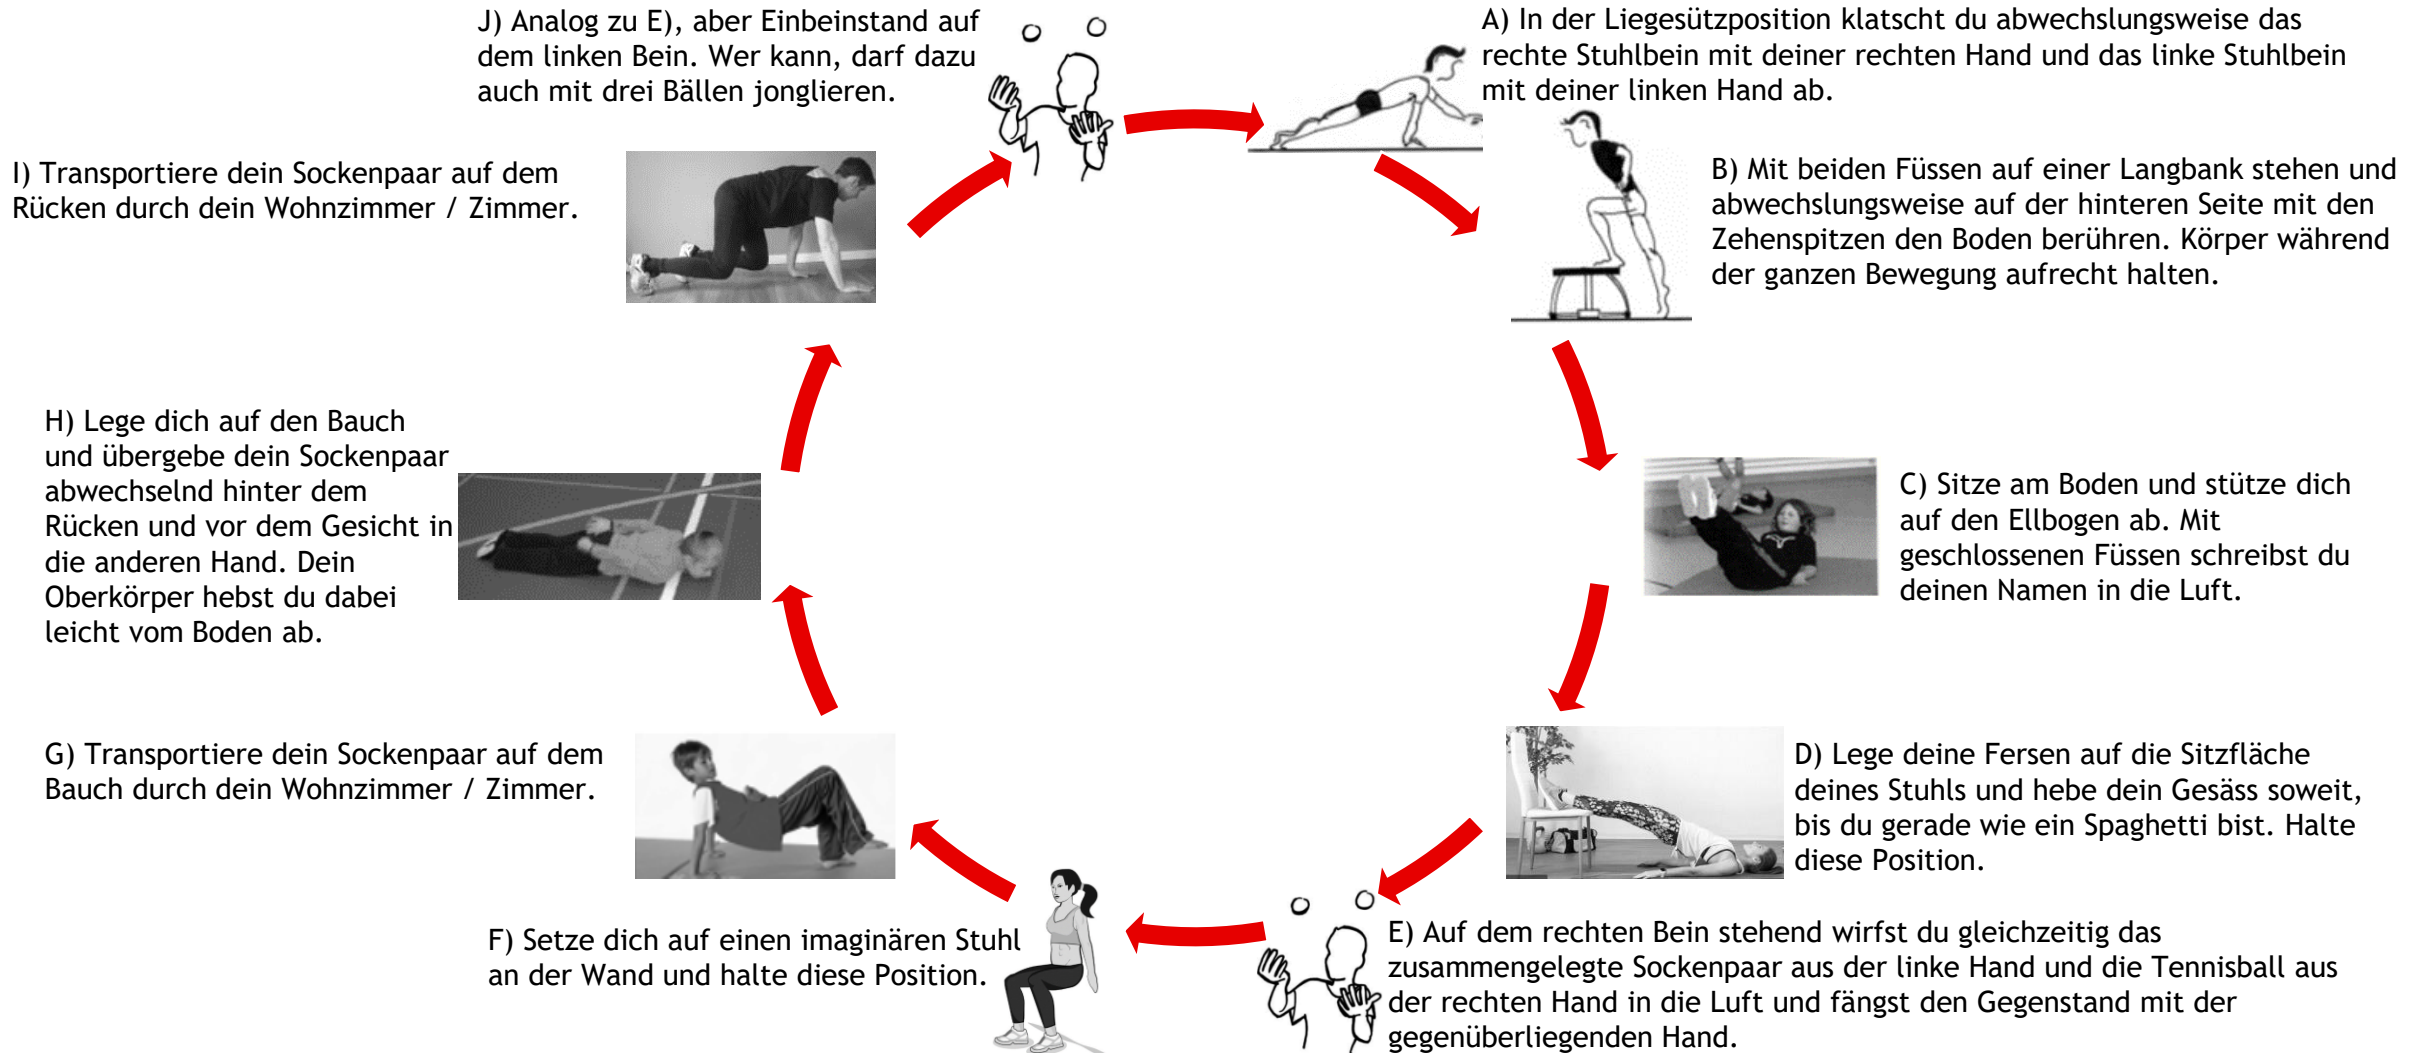 J) Analog zu E), aber Einbeinstand auf
dem linken Bein. Wer kann, darf dazu
auch mit drei Bällen jonglieren.
A) In der Liegesützposition klatscht du abwechslungsweise das
rechte Stuhlbein mit deiner rechten Hand und das linke Stuhlbein
mit deiner linken Hand ab.
B) Mit beiden Füssen auf einer Langbank stehen und
abwechslungsweise auf der hinteren Seite mit den
Zehenspitzen den Boden berühren. Körper während
der ganzen Bewegung aufrecht halten.
C) Sitze am Boden und stütze dich
auf den Ellbogen ab. Mit
geschlossenen Füssen schreibst du
deinen Namen in die Luft.
D) Lege deine Fersen auf die Sitzfläche
deines Stuhls und hebe dein Gesäss soweit,
bis du gerade wie ein Spaghetti bist. Halte
diese Position.
E) Auf dem rechten Bein stehend wirfst du gleichzeitig das
zusammengelegte Sockenpaar aus der linke Hand und die Tennisball aus
der rechten Hand in die Luft und fängst den Gegenstand mit der
gegenüberliegenden Hand.
F) Setze dich auf einen imaginären Stuhl
an der Wand und halte diese Position.
G) Transportiere dein Sockenpaar auf dem
Bauch durch dein Wohnzimmer / Zimmer.
H) Lege dich auf den Bauch
und übergebe dein Sockenpaar
abwechselnd hinter dem
Rücken und vor dem Gesicht in
die anderen Hand. Dein
Oberkörper hebst du dabei
leicht vom Boden ab.
I) Transportiere dein Sockenpaar auf dem
Rücken durch dein Wohnzimmer / Zimmer.